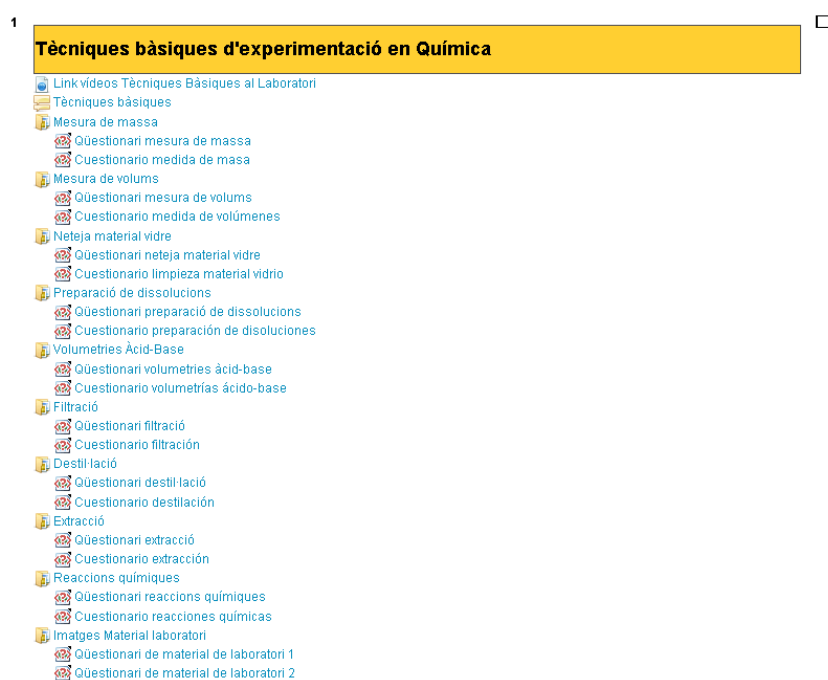 1
Tècniques bàsiques d'experimentació en Química
Link vídeos Tècniques Bàsiques al Laboratori
Tècniques bàsiques
Mesura de massa
Qüestionari mesura de massa
Cuestionario medida de masa
Mesura de volums
Qüestionari mesura de volums
Cuestionario medida de volúmenes
Neteja material vidre
Qüestionari neteja material vidre
Cuestionario limpieza material vidrio
Preparació de dissolucions
Qüestionari preparació de dissolucions
Cuestionario preparación de disoluciones
Volumetries Àcid-Base
Qüestionari volumetries àcid-base
Cuestionario volumetrías ácido-base
Filtració
Qüestionari filtració
Cuestionario filtración
Destil·lació
Qüestionari destil·lació
Cuestionario destilación
Extracció
Qüestionari extracció
Cuestionario extracción
Reaccions químiques
Qüestionari reaccions químiques
Cuestionario reacciones químicas
Imatges Material laboratori
Qüestionari de material de laboratori 1
Qüestionari de material de laboratori 2